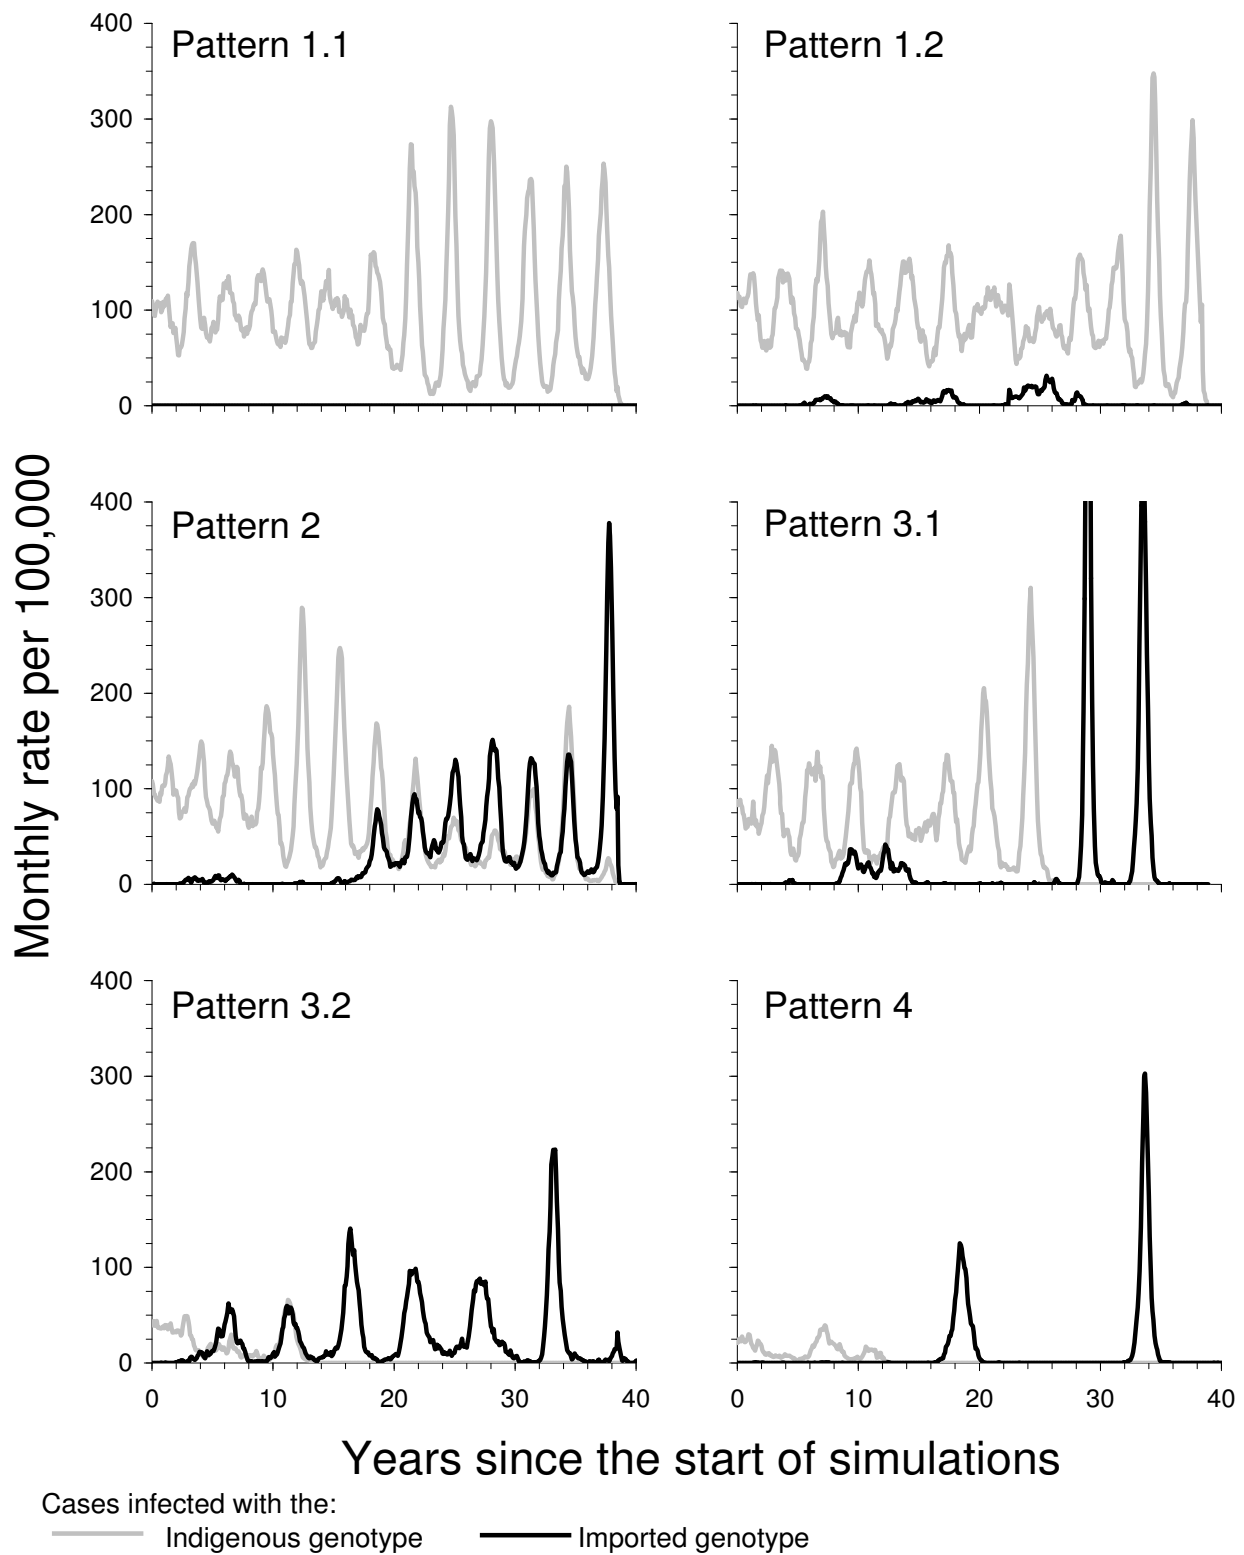 400
300
200
100
0
Pattern 1.1
Pattern 1.2
400
300
200
100
0
Pattern 2
Pattern 3.1
400
300
200
100
0
Pattern 3.2
Pattern 4
0 10 20 30 40
0 10 20 30 40
Monthly rate per 100,000
Years since the start of simulations
Cases infected with the:
Indigenous genotype
Imported genotype